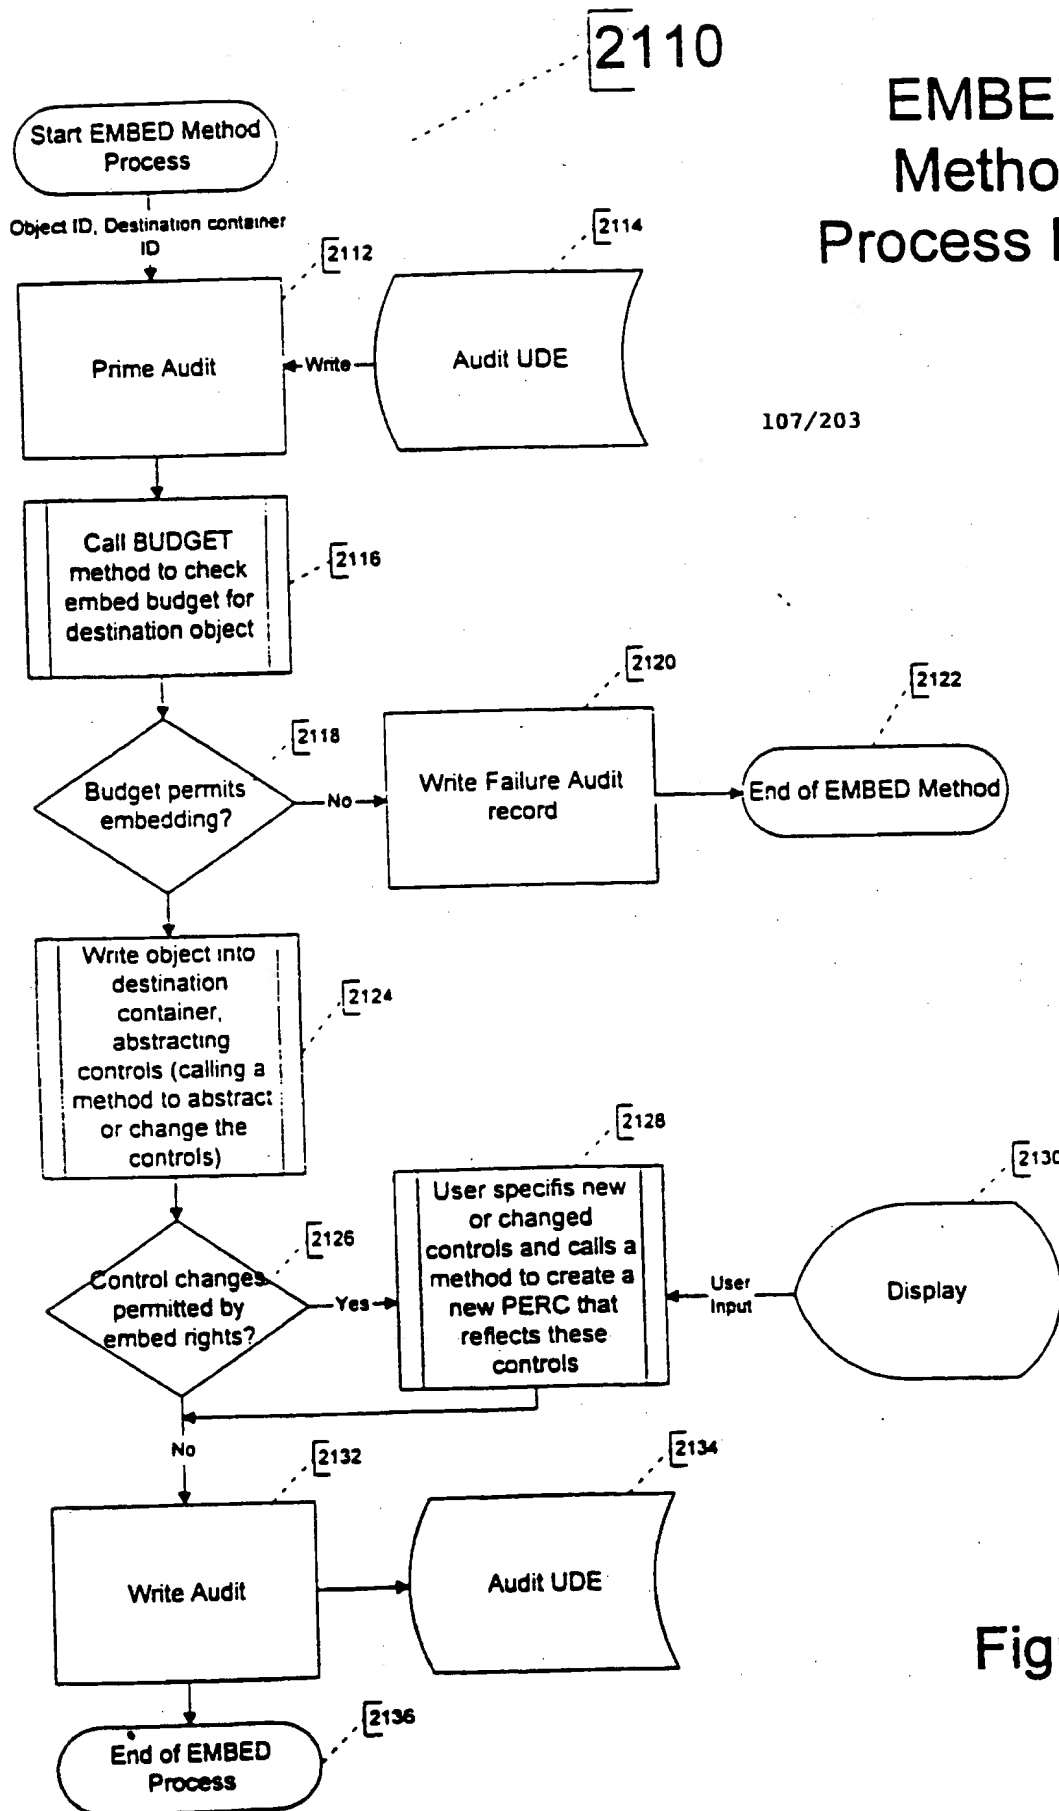 2110
EMBE
Metho
Process
Start EMBED Method
Process
Object ID, Destination container
ID
2112
2114
Prime Audit
Write
Audit UDE
107/203
Call BUDGET
method to check
embed budget for
destination object
2116
2118
2120
2122
Budget permits
embedding?
No
Write Failure Audit
record
End of EMBED Method
Write object into
destination
container,
abstracting
controls (calling a
method to abstract
or change the
controls)
2124
2128
2130
User specifis new
or changed
controls and calls a
method to create a
new PERC that
reflects these
controls
2126
Control changes
permitted by
embed rights?
Yes
User
Input
Display
No
2132
2134
Write Audit
Audit UDE
Fig
2136
End of EMBED
Process